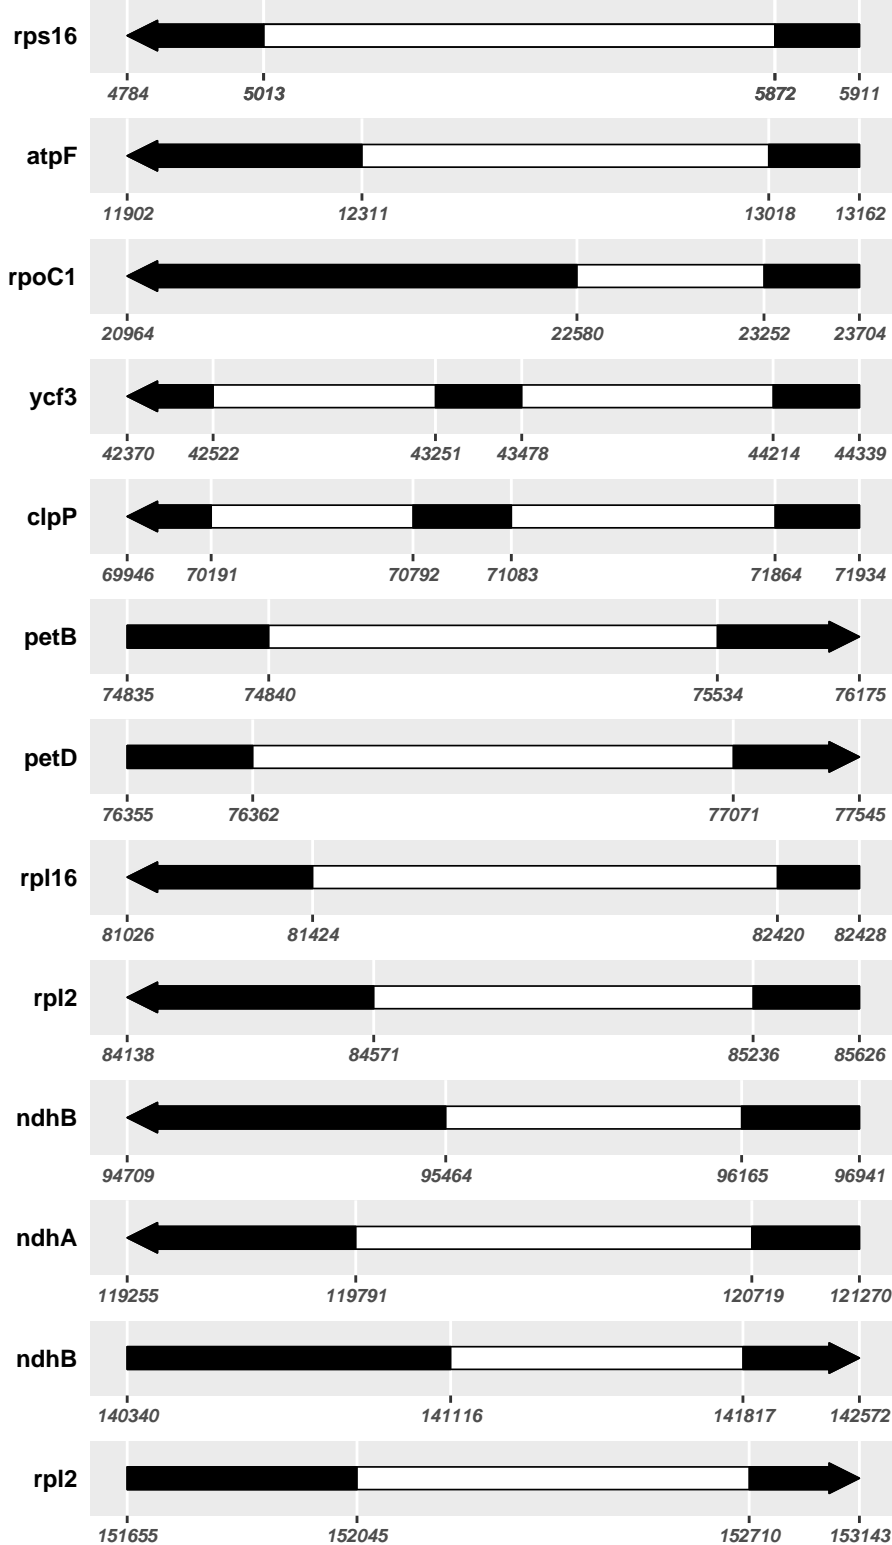 rps16
4784 5013 5872 5911
atpF
11902 12311 13018 13162
rpoC1
20964 22580 23252 23704
ycf3
42370 42522 43251 43478 44214 44339
clpP
69946 70191 70792 71083 71864 71934
petB
74835 74840 75534 76175
petD
76355 76362 77071 77545
rpl16
81026 81424 82420 82428
rpl2
84138 84571 85236 85626
ndhB
94709 95464 96165 96941
ndhA
119255 119791 120719 121270
ndhB
140340 141116 141817 142572
rpl2
151655 152045 152710 153143